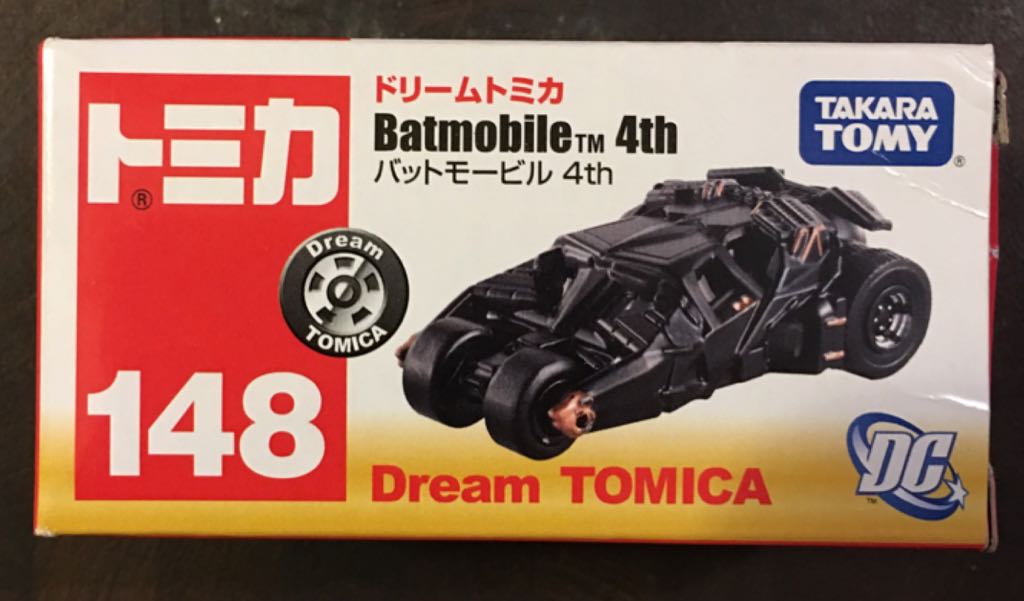 トミカ
®
148
Dream
TOMICA
ドリームトミカ
Batmobile™ 4th
バットモービル 4th
TAKARA
TOMY
®
Dream TOMICA
DC
™